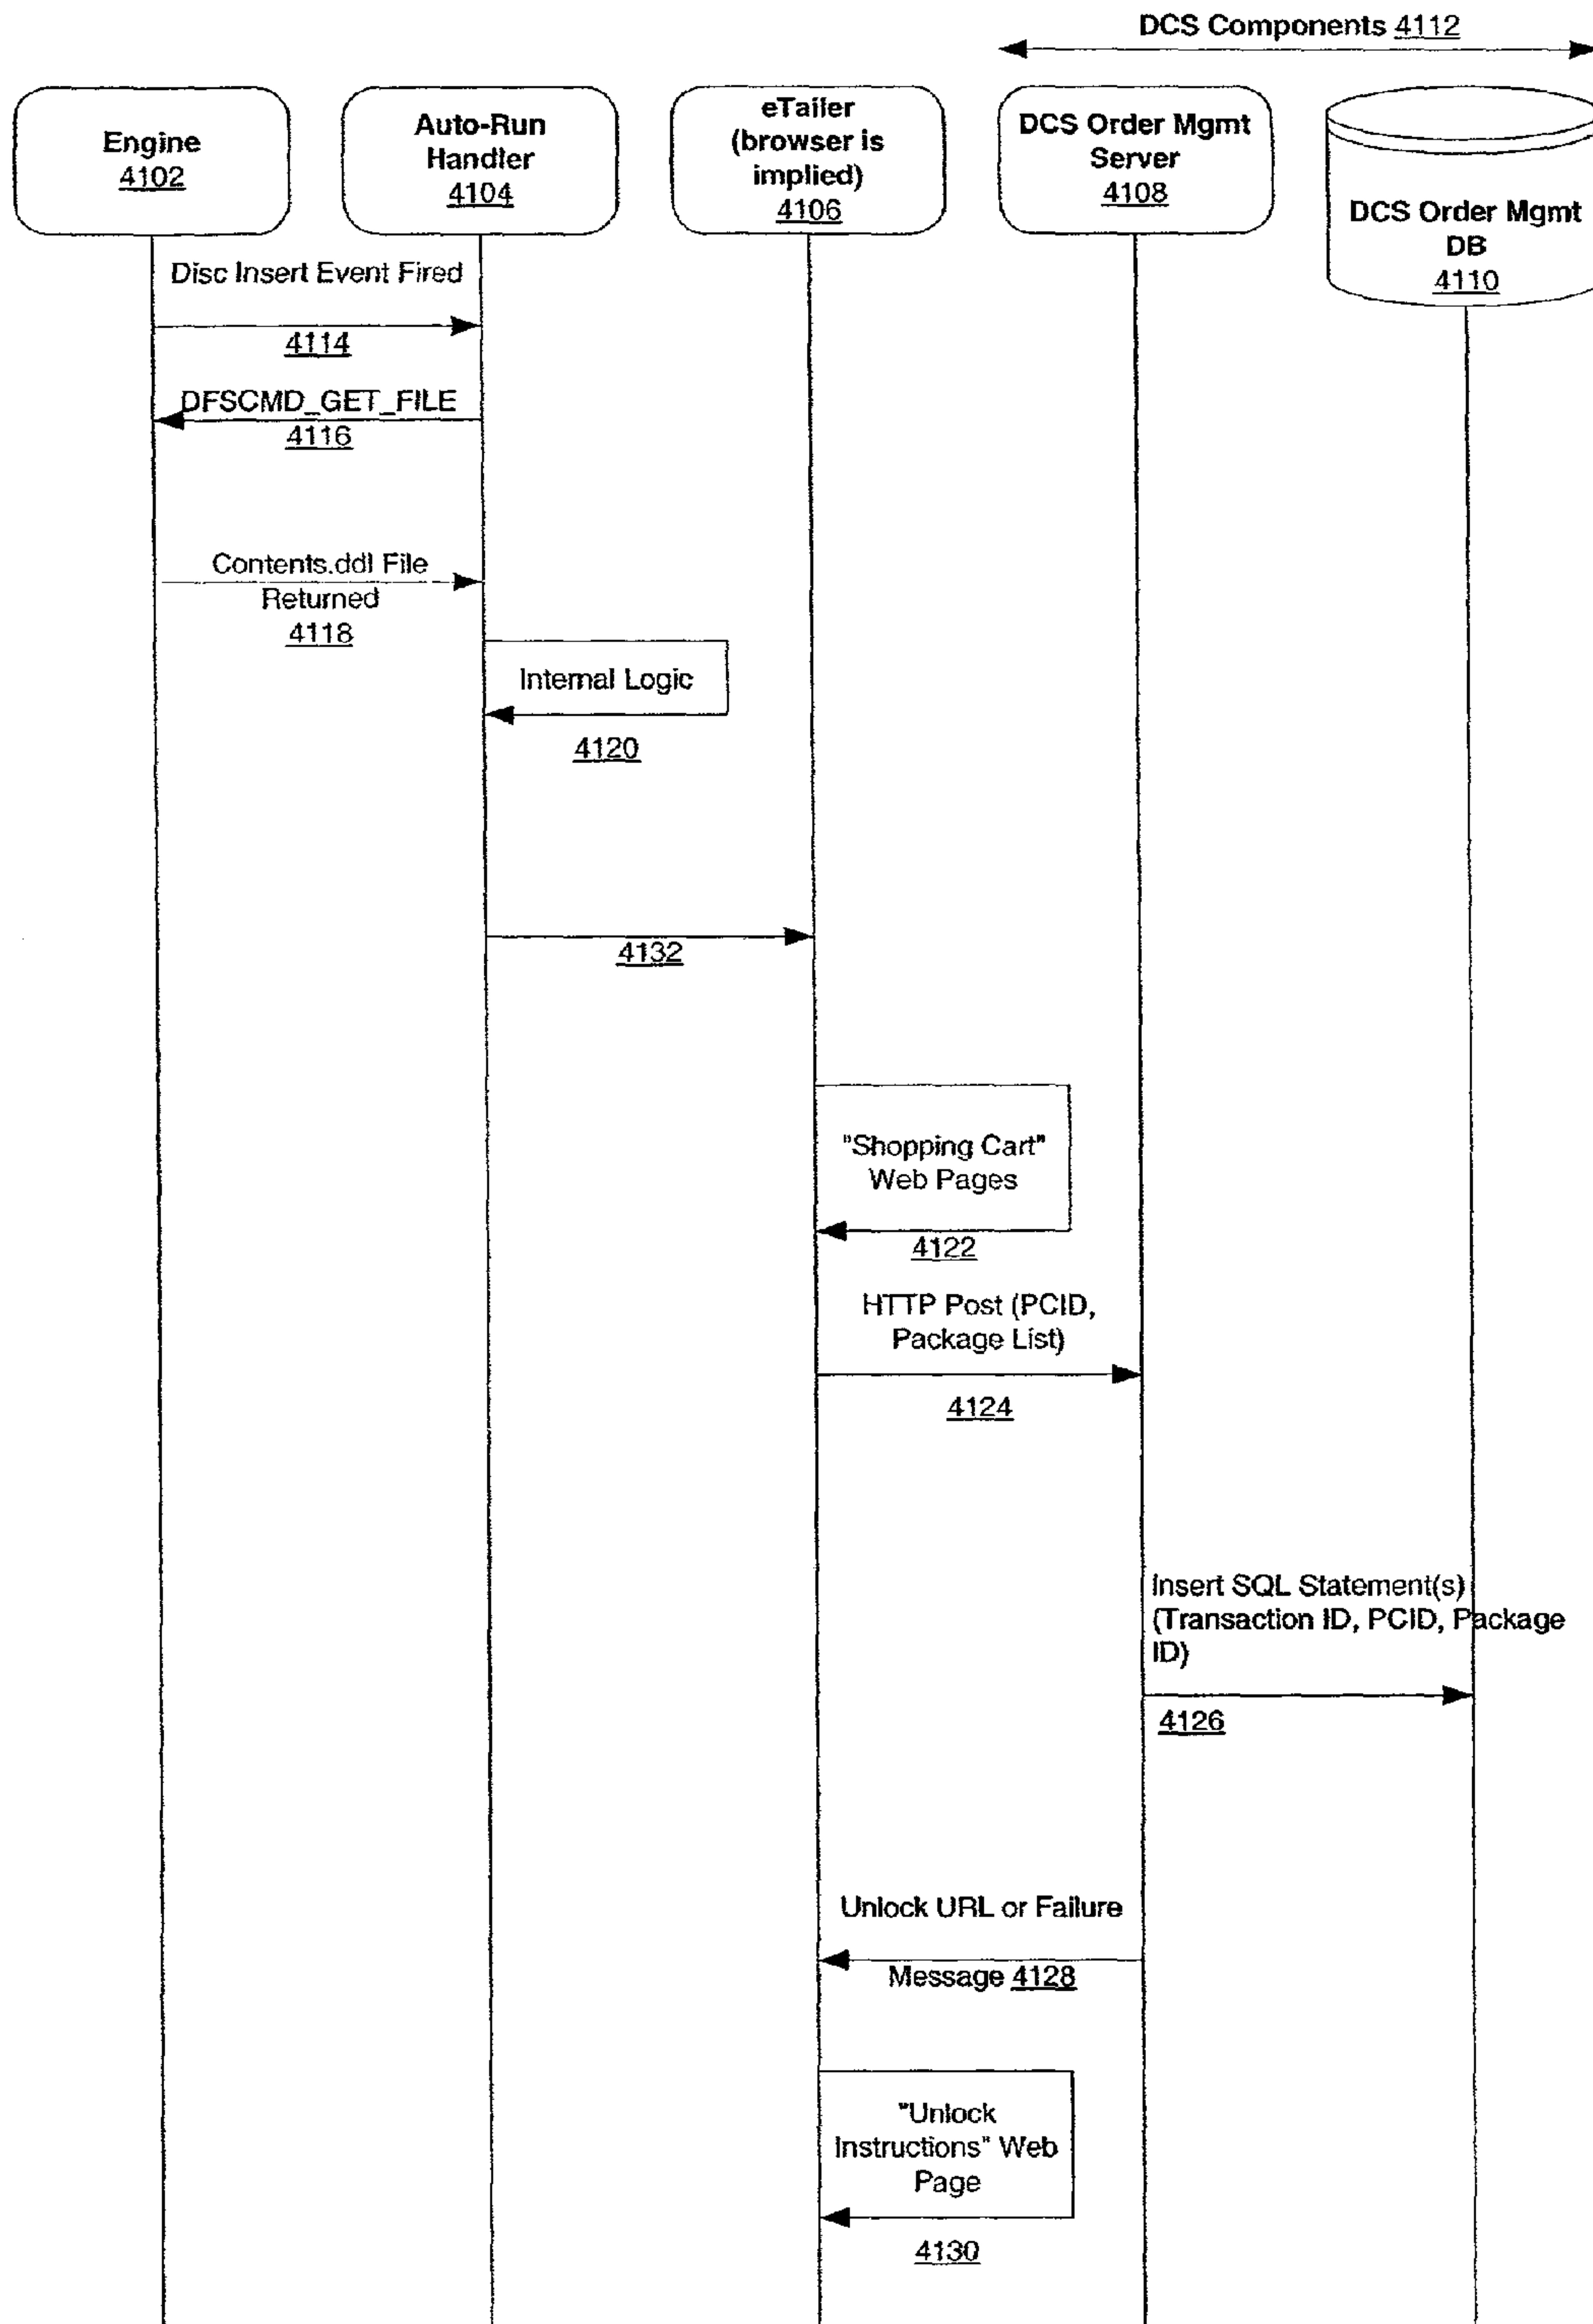 DCS Components 4112
Engine
4102
Auto-Run
Handler
4104
eTailer
(browser is
implied)
4106
DCS Order Mgmt
Server
4108
DCS Order Mgmt
DB
4110
Disc Insert Event Fired
4114
DFSCMD_GET_FILE
4116
Contents.ddl File
Returned
4118
Internal Logic
4120
4132
"Shopping Cart"
Web Pages
4122
HTTP Post (PCID,
Package List)
4124
Insert SQL Statement(s)
(Transaction ID, PCID, Package
ID)
4126
Unlock URL or Failure
Message 4128
"Unlock
Instructions" Web
Page
4130